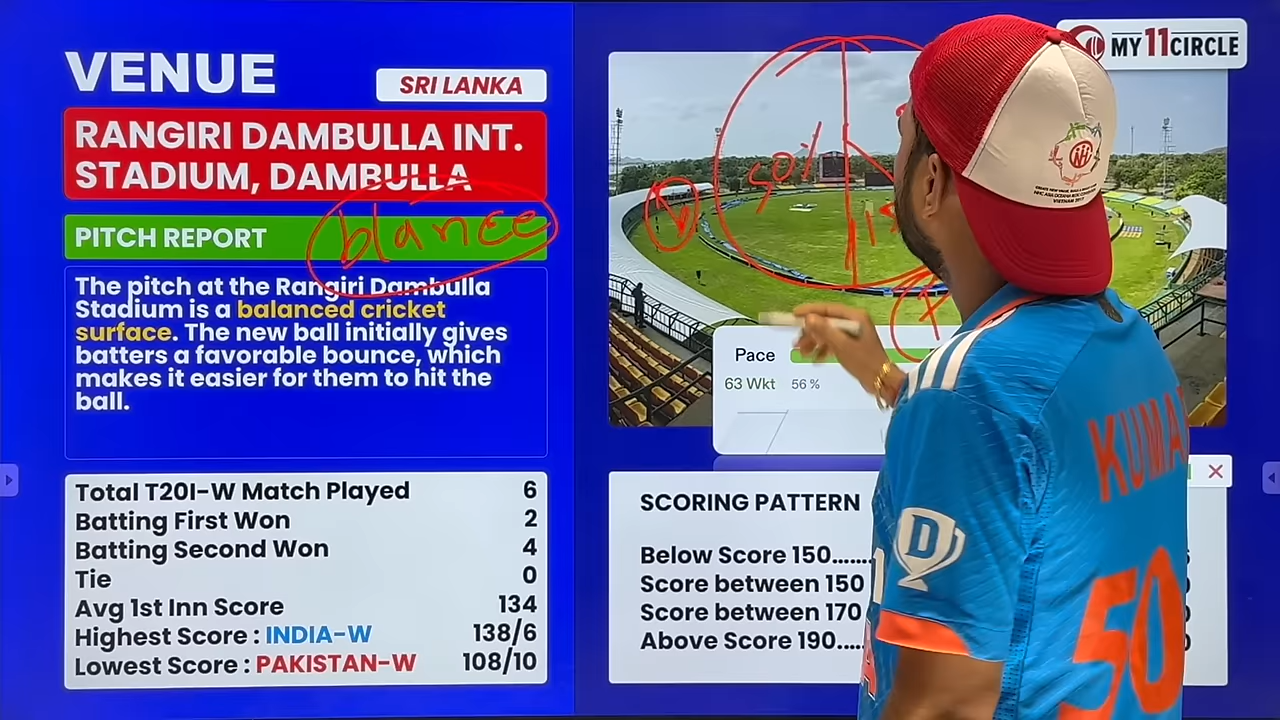 VENUE
SRI LANKA
RANGIRI DAMBULLA INT.
STADIUM, DAMBULLA
PITCH REPORT
blance
The pitch at the Rangiri Dambulla
Stadium is a balanced cricket
surface. The new ball initially gives
batters a favorable bounce, which
makes it easier for them to hit the
ball.
Total T20I-W Match Played 6
Batting First Won 2
Batting Second Won 4
Tie 0
Avg 1st Inn Score 134
Highest Score : INDIA-W 138/6
Lowest Score : PAKISTAN-W 108/10
MY11CIRCLE
Pace
63 Wkt 56 %
SCORING PATTERN
Below Score 150......
Score between 150
Score between 170
Above Score 190.....
NH
VIETNAM 2017
KUMA
50
D